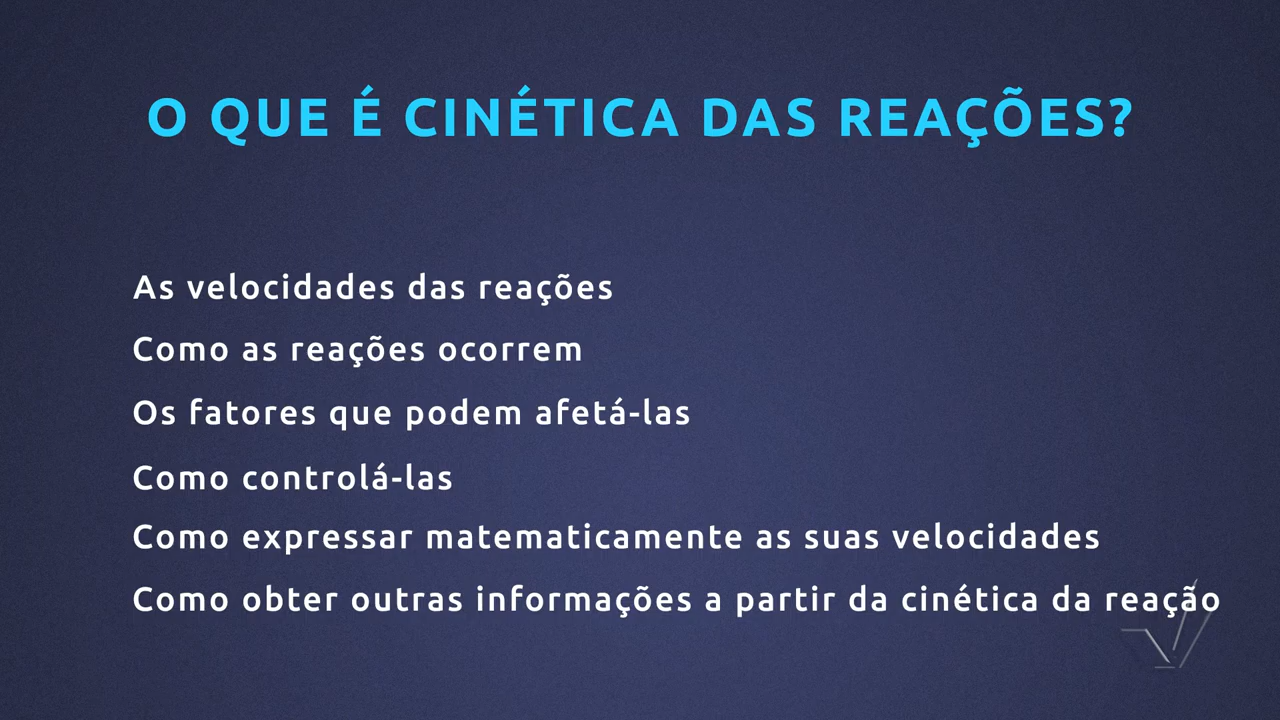 O QUE É CINÉTICA DAS REAÇÕES?
As velocidades das reações
Como as reações ocorrem
Os fatores que podem afetá-las
Como controlá-las
Como expressar matematicamente as suas velocidades
Como obter outras informações a partir da cinética da reação